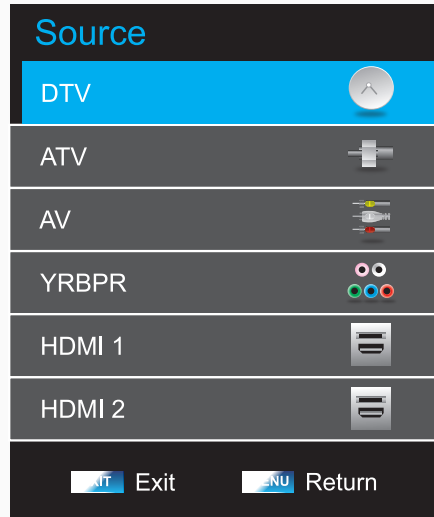 Source
DTV
ATV
AV
YRBPR
HDMI 1
HDMI 2
Exit Return